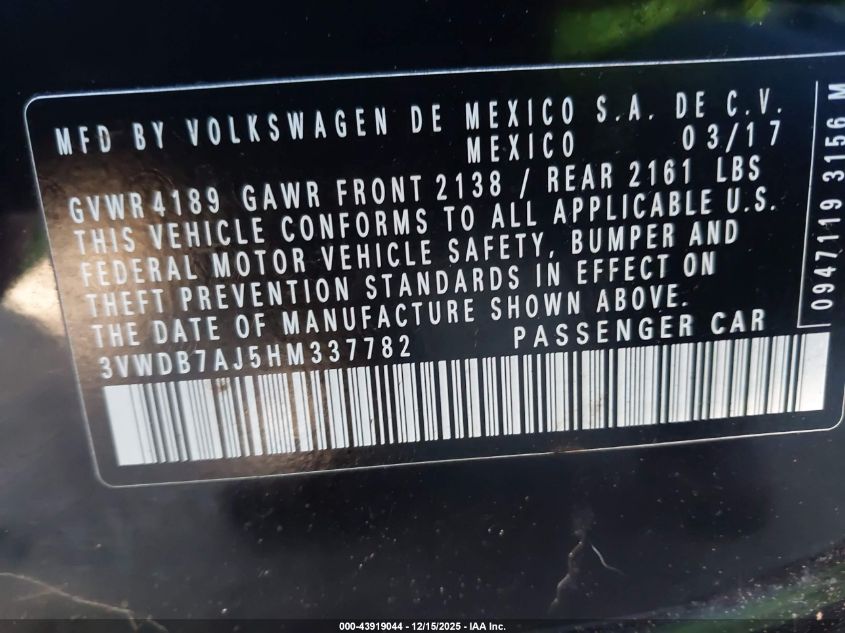 MFD BY VOLKSWAGEN DE MEXICO S.A. DE C.V.
MEXICO 03/17
GVWR 4189 GAWR FRONT 2138 / REAR 2161 LBS
THIS VEHICLE CONFORMS TO ALL APPLICABLE U.S.
FEDERAL MOTOR VEHICLE SAFETY, BUMPER AND
THEFT PREVENTION STANDARDS IN EFFECT ON
THE DATE OF MANUFACTURE SHOWN ABOVE.
3VWDB7AJ5HM337782 PASSENGER CAR
0947119 3156 M
000-43919044 - 12/15/2025 - IAA Inc.